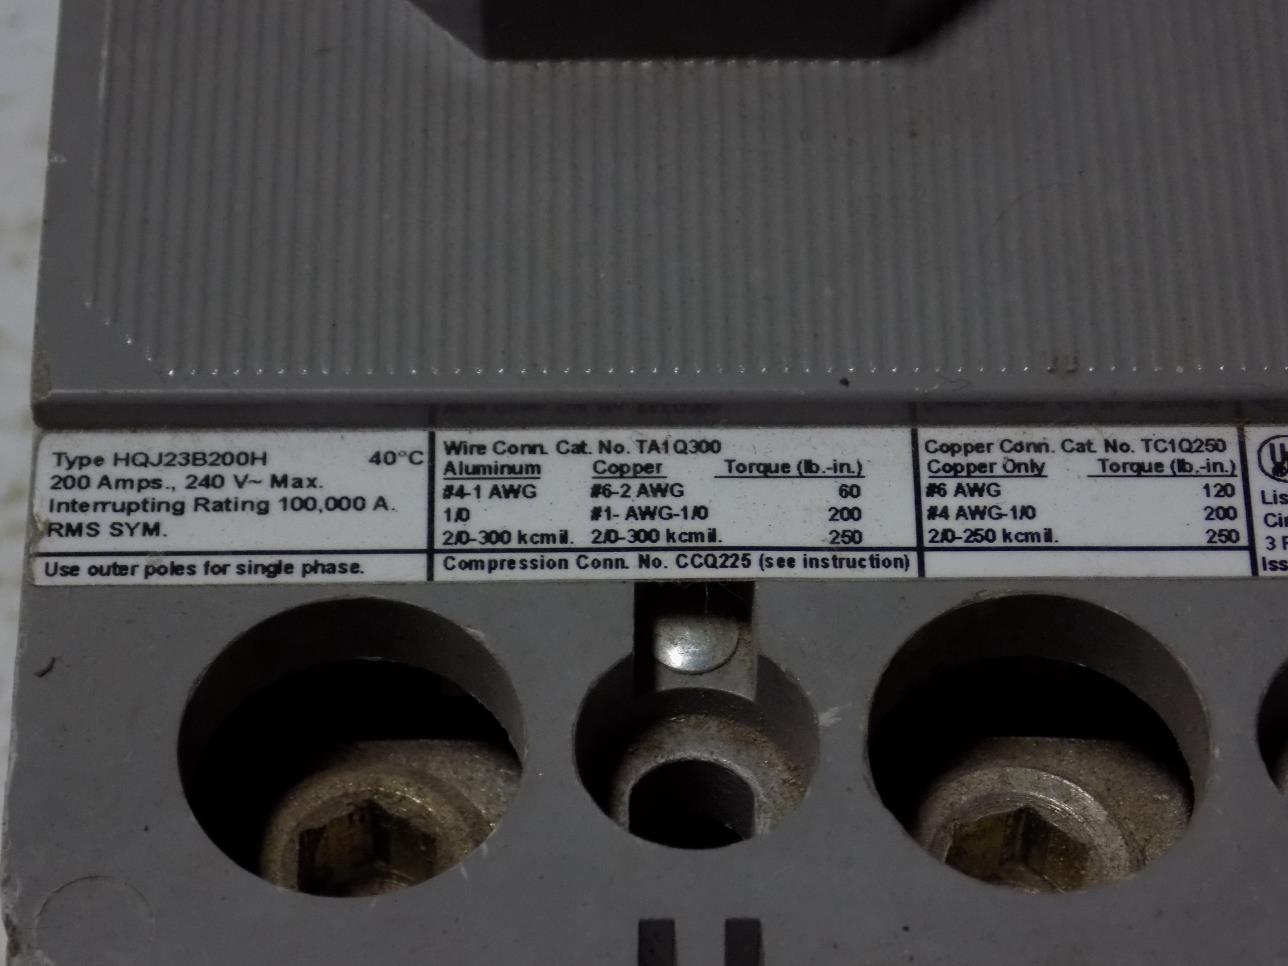 Type HQJ23B200H 40°C
200 Amps., 240 V~ Max.
Interrupting Rating 100,000 A.
RMS SYM.
Use outer poles for single phase.
Wire Conn. Cat. No. TA1Q300
Aluminum Copper Torque (lb.-in.)
#4-1 AWG #6-2 AWG 60
1/0 #1- AWG-1/0 200
2/0-300 kcmil. 2/0-300 kcmil. 250
Compression Conn. No. CCQ225 (see instruction)
Copper Conn. Cat. No. TC1Q250
Copper Only Torque (lb.-in.)
#6 AWG 120
#4 AWG-1/0 200
2/0-250 kcmil. 250
Lis
Cir
3 P
Iss